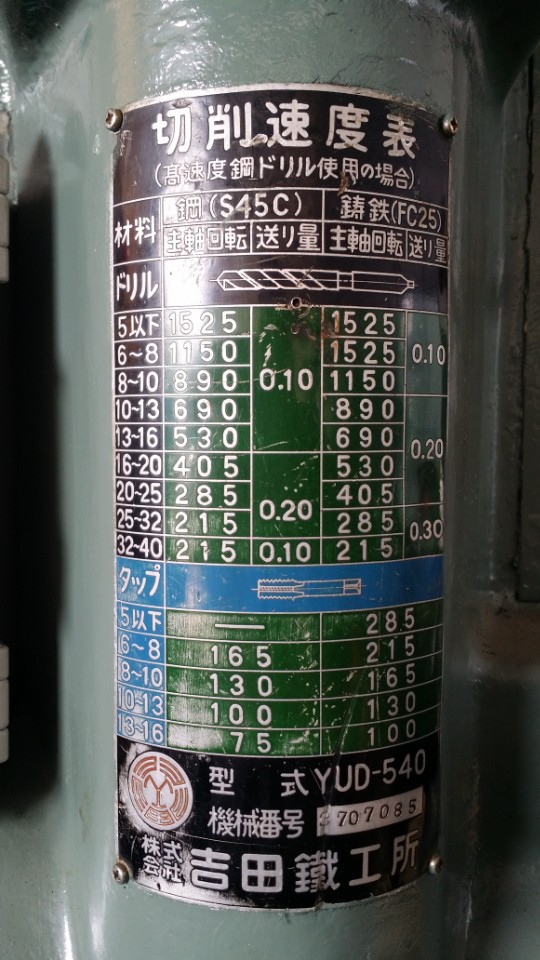 切削速度表
(高速度鋼ドリル使用の場合)
材料 鋼(S45C) 鋳鉄(FC25)
主軸回転 送り量 主軸回転 送り量
ドリル
5以下 1525 0.10 1525 0.10
6~8 1150 1525
8~10 890 1150
10~13 690 890 0.20
13~16 530 690
16~20 405 0.20 530
20~25 285 405
25~32 215 285 0.30
32~40 215 0.10 215
タップ
5以下 — 285
6~8 165 215
8~10 130 165
10~13 100 130
13~16 75 100
型式 YUD-540
機械番号 707085
株式会社 吉田鐵工所